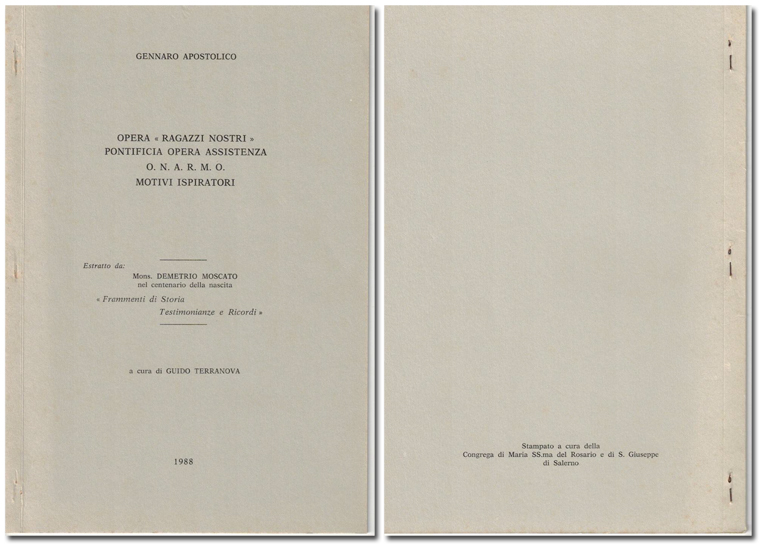 GENNARO APOSTOLICO
OPERA « RAGAZZI NOSTRI »
PONTIFICIA OPERA ASSISTENZA
O. N. A. R. M. O.
MOTIVI ISPIRATORI
Estratto da:
Mons. DEMETRIO MOSCATO
nel centenario della nascita
« Frammenti di Storia
Testimonianze e Ricordi »
a cura di GUIDO TERRANOVA
1988
Stampato a cura della
Congrega di Maria SS.ma del Rosario e di S. Giuseppe
di Salerno